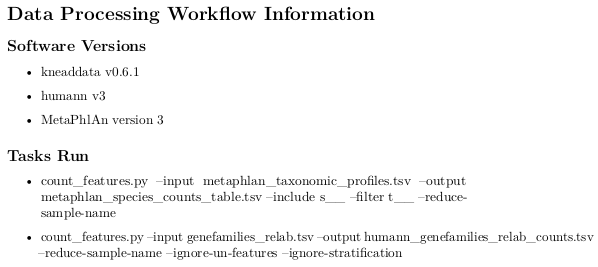 Data Processing Workflow Information
Software Versions
• kneaddata v0.6.1
• humann v3
• MetaPhlAn version 3
Tasks Run
• count_features.py –input metaphlan_taxonomic_profiles.tsv –output
metaphlan_species_counts_table.tsv –include s__ –filter t__ –reduce-
sample-name
• count_features.py –input genefamilies_relab.tsv –output humann_genefamilies_relab_counts.tsv
–reduce-sample-name –ignore-un-features –ignore-stratification